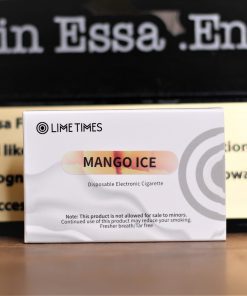 in Essa .En
LIME TIMES
MANGO ICE
Disposable Electronic Cigarette
Note: This product is not allowed for sale to minors.
Continued use of this product may reduce your smoking.
Fresher breath, Tar free